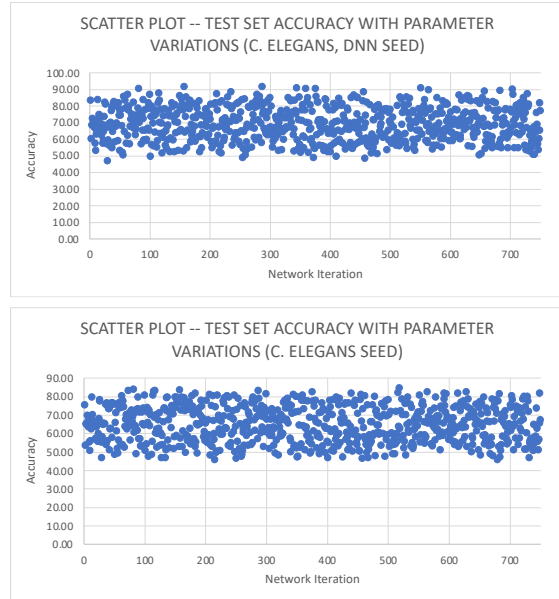 SCATTER PLOT -- TEST SET ACCURACY WITH PARAMETER
VARIATIONS (C. ELEGANS, DNN SEED)
100.00
90.00
80.00
70.00
60.00
50.00
40.00
30.00
20.00
10.00
0.00
Accuracy
0 100 200 300 400 500 600 700
Network Iteration
SCATTER PLOT -- TEST SET ACCURACY WITH PARAMETER
VARIATIONS (C. ELEGANS SEED)
90.00
80.00
70.00
60.00
50.00
40.00
30.00
20.00
10.00
0.00
Accuracy
0 100 200 300 400 500 600 700
Network Iteration